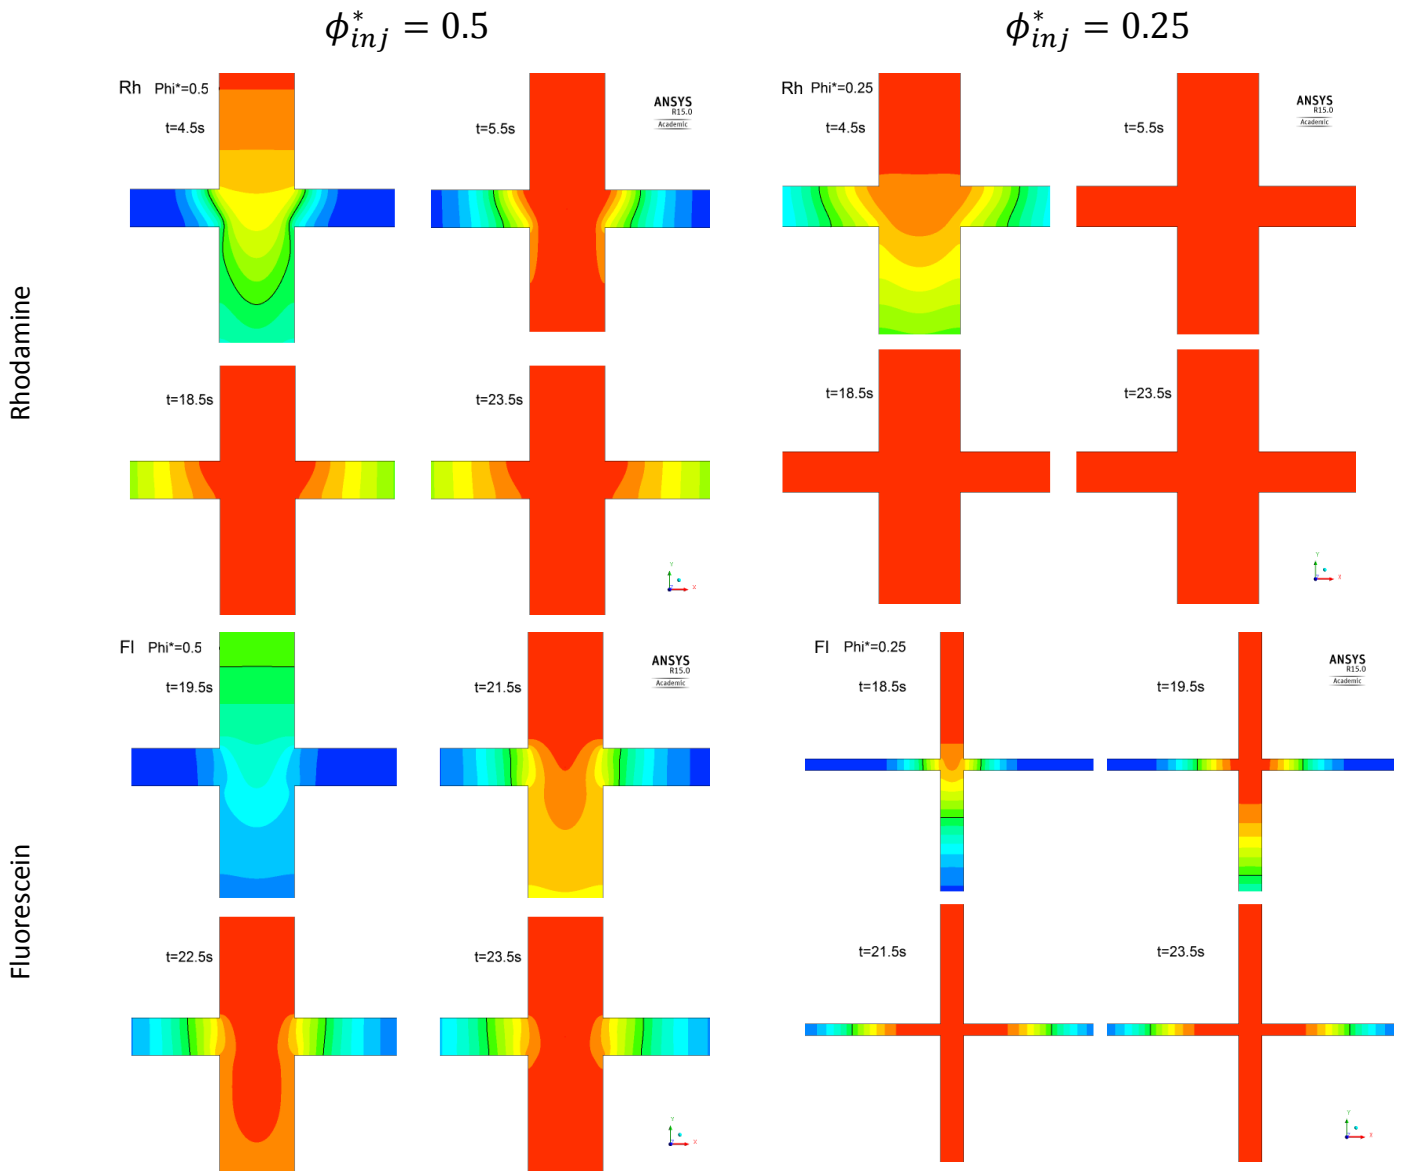 ϕ*inj = 0.5
ϕ*inj = 0.25
Rhodamine
Rh Phi*=0.5
t=4.5s
t=5.5s
ANSYS
R15.0
Academic
t=18.5s
t=23.5s
Y
X
Rh Phi*=0.25
t=4.5s
t=5.5s
ANSYS
R15.0
Academic
t=18.5s
t=23.5s
Y
X
Fluorescein
Fl Phi*=0.5
t=19.5s
t=21.5s
ANSYS
R15.0
Academic
t=22.5s
t=23.5s
Y
X
Fl Phi*=0.25
t=18.5s
t=19.5s
ANSYS
R15.0
Academic
t=21.5s
t=23.5s
Y
X